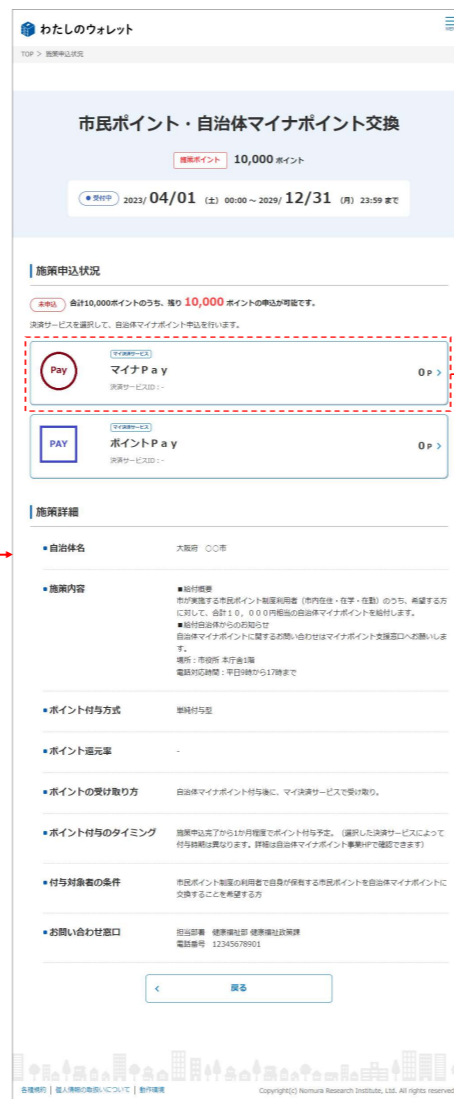 わたしのウォレット
TOP > 施策申込状況
市民ポイント・自治体マイナポイント交換
施策ポイント 10,000 ポイント
●受付中 2023/ 04/01 (土) 00:00 ~ 2029/ 12/31 (月) 23:59 まで
施策申込状況
未申込 合計10,000ポイントのうち、残り 10,000 ポイントの申込が可能です。
決済サービスを選択して、自治体マイナポイント申込を行います。
マイ決済サービス
Pay マイナPay 0 P >
決済サービスID：-
マイ決済サービス
PAY ポイントPay 0 P >
決済サービスID：-
施策詳細
■自治体名 大阪府 〇〇市
■施策内容 ■給付概要
市が実施する市民ポイント制度利用者（市内在住・在学・在勤）のうち、希望する方
に対して、合計10,000円相当の自治体マイナポイントを給付します。
■給付自治体からのお知らせ
自治体マイナポイントに関するお問い合わせはマイナポイント支援窓口へお願いしま
す。
場所：市役所 本庁舎1階
電話対応時間：平日9時から17時まで
■ポイント付与方式 単純付与型
■ポイント還元率 -
■ポイントの受け取り方 自治体マイナポイント付与後に、マイ決済サービスで受け取り。
■ポイント付与のタイミング 施策申込完了から1か月程度でポイント付与予定。（選択した決済サービスによって
付与時期は異なります。詳細は自治体マイナポイント事業HPで確認できます）
■付与対象者の条件 市民ポイント制度の利用者で自身が保有する市民ポイントを自治体マイナポイントに
交換することを希望する方
■お問い合わせ窓口 担当部署 健康福祉部 健康福祉政策課
電話番号 12345678901
< 戻る
各種規約 | 個人情報の取扱いについて | 動作環境 Copyright(c) Nomura Research Institute, Ltd. All rights reserved